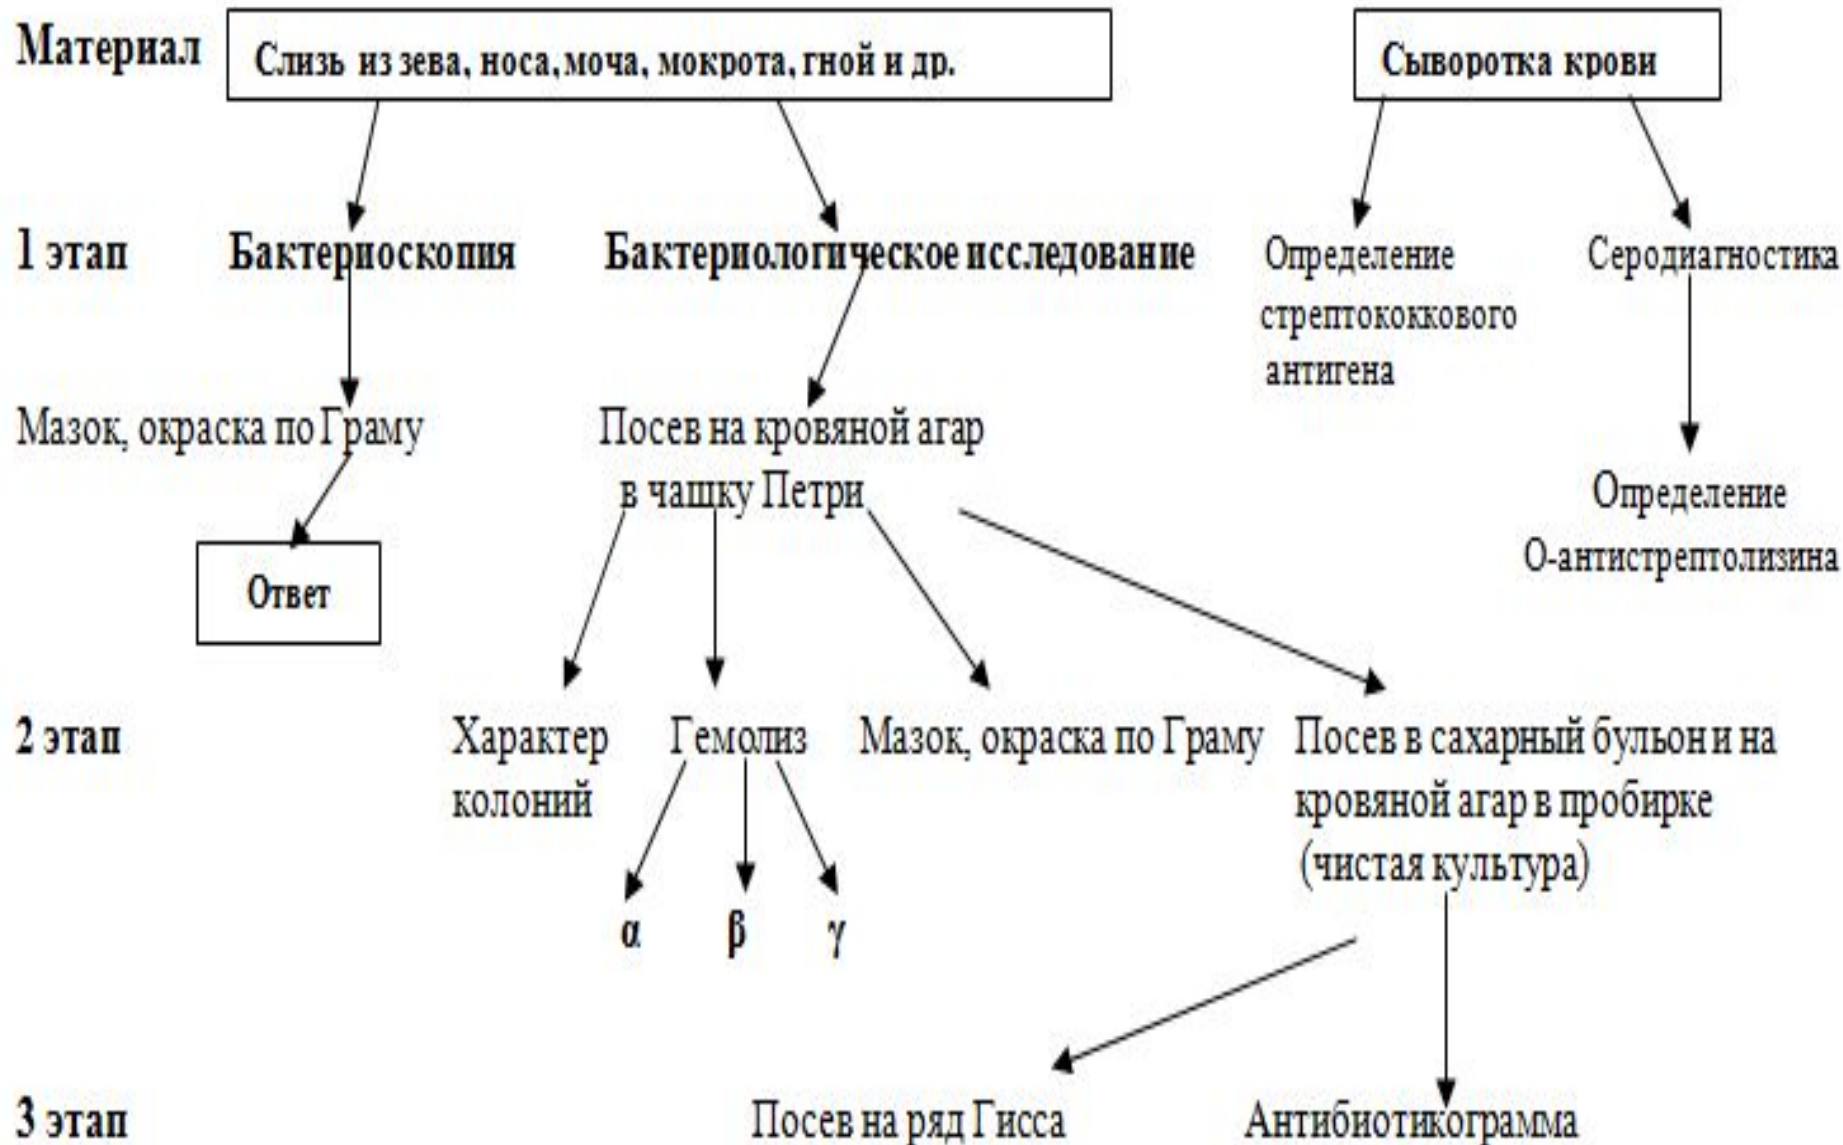 Материал
Слизь из зева, носа, моча, мокрота, гной и др.
Сыворотка крови
1 этап
Бактериоскопия
Бактериологическое исследование
Определение
стрептококкового
антигена
Серодиагностика
Мазок, окраска по Граму
Посев на кровяной агар
в чашку Петри
Определение
О-антистрептолизина
Ответ
2 этап
Характер
колоний
Гемолиз
Мазок, окраска по Граму
Посев в сахарный бульон и на
кровяной агар в пробирке
(чистая культура)
α
β
γ
3 этап
Посев на ряд Гисса
Антибиотикограмма